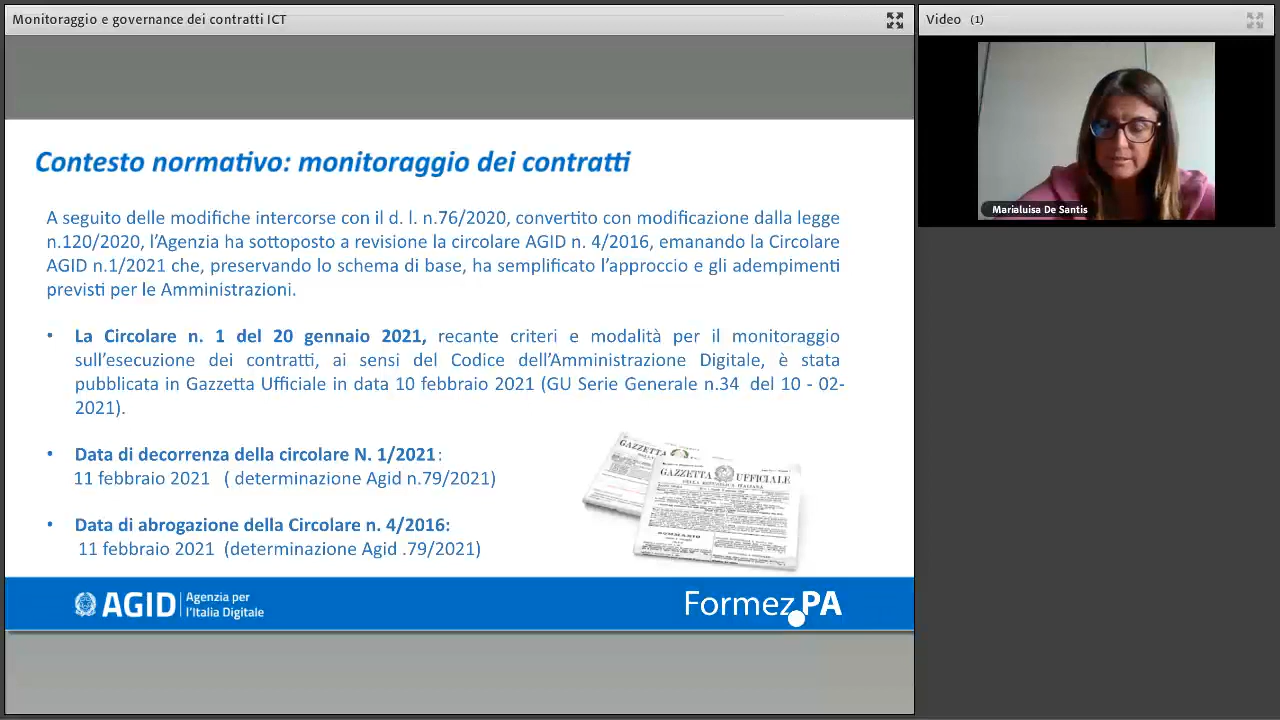 Monitoraggio e governance dei contratti ICT
Video (1)
Marialuisa De Santis
Contesto normativo: monitoraggio dei contratti
A seguito delle modifiche intercorse con il d. l. n.76/2020, convertito con modificazione dalla legge
n.120/2020, l'Agenzia ha sottoposto a revisione la circolare AGID n. 4/2016, emanando la Circolare
AGID n.1/2021 che, preservando lo schema di base, ha semplificato l'approccio e gli adempimenti
previsti per le Amministrazioni.
• La Circolare n. 1 del 20 gennaio 2021, recante criteri e modalità per il monitoraggio
sull'esecuzione dei contratti, ai sensi del Codice dell'Amministrazione Digitale, è stata
pubblicata in Gazzetta Ufficiale in data 10 febbraio 2021 (GU Serie Generale n.34 del 10 - 02-
2021).
• Data di decorrenza della circolare N. 1/2021:
11 febbraio 2021 ( determinazione Agid n.79/2021)
• Data di abrogazione della Circolare n. 4/2016:
11 febbraio 2021 (determinazione Agid .79/2021)
GAZZETTA
GAZZETTA UFFICIALE
DELLA REPUBBLICA ITALIANA
SOMMARIO
AGID
Agenzia per
l'Italia Digitale
Formez.PA